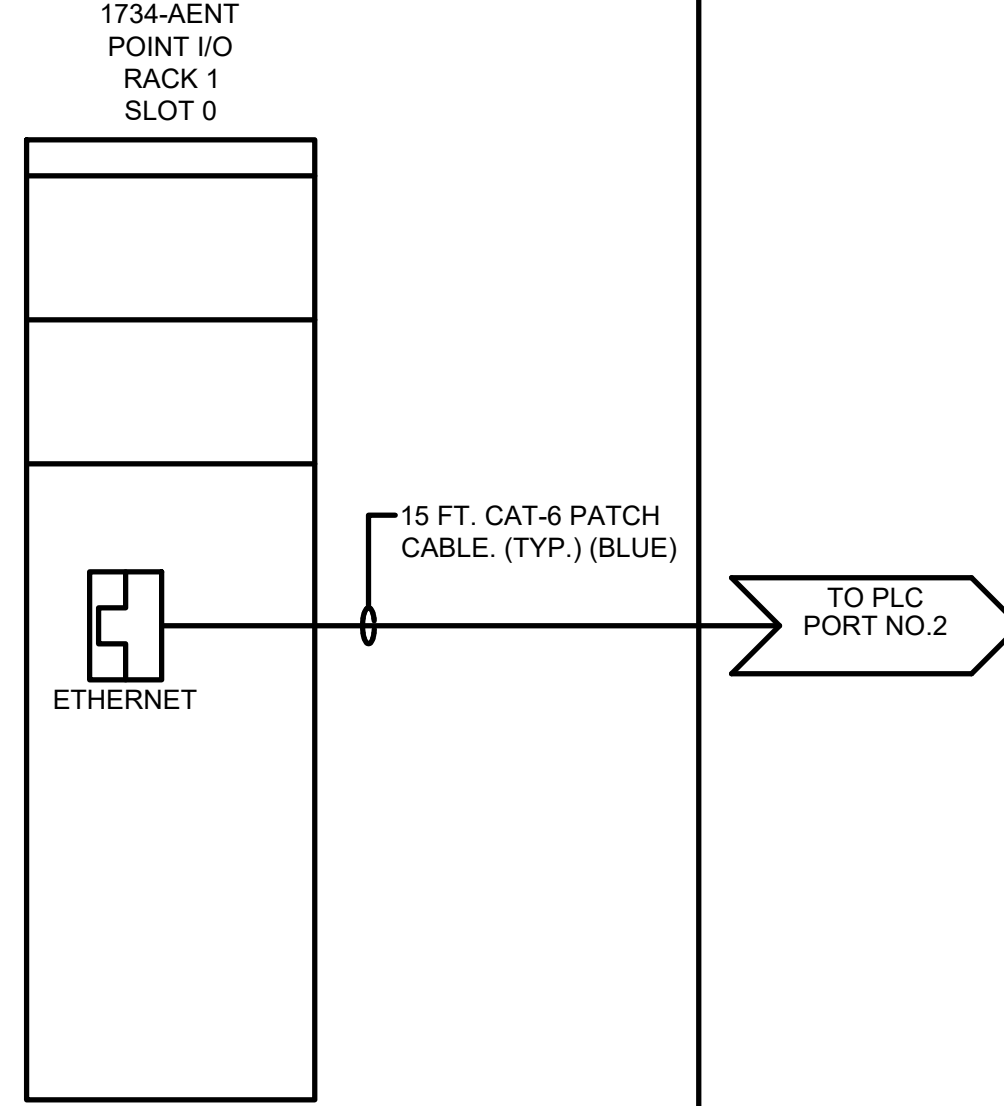 1734-AENT
POINT I/O
RACK 1
SLOT 0
15 FT. CAT-6 PATCH
CABLE. (TYP.) (BLUE)
TO PLC
PORT NO.2
ETHERNET